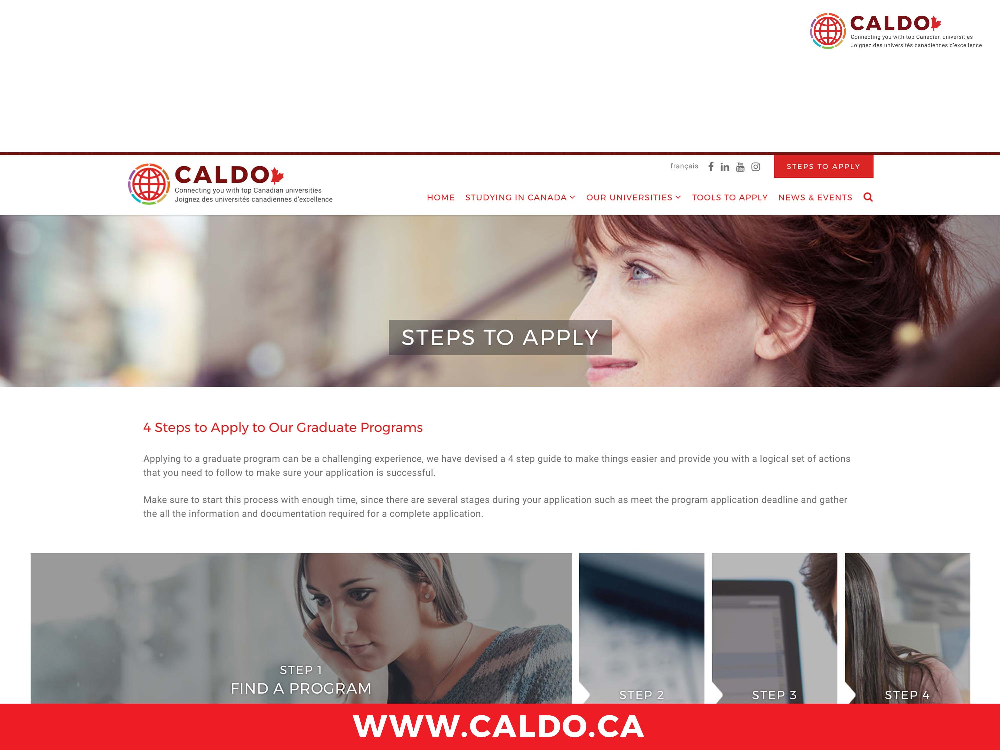 CALDO
Connecting you with top Canadian universities
Joignez des universités canadiennes d'excellence
CALDO
Connecting you with top Canadian universities
Joignez des universités canadiennes d'excellence
français
You Tube
STEPS TO APPLY
HOME STUDYING IN CANADA OUR UNIVERSITIES TOOLS TO APPLY NEWS & EVENTS
STEPS TO APPLY
4 Steps to Apply to Our Graduate Programs
Applying to a graduate program can be a challenging experience, we have devised a 4 step guide to make things easier and provide you with a logical set of actions
that you need to follow to make sure your application is successful.
Make sure to start this process with enough time, since there are several stages during your application such as meet the program application deadline and gather
the all the information and documentation required for a complete application.
STEP 1
FIND A PROGRAM
STEP 2
STEP 3
STEP 4
WWW.CALDO.CA